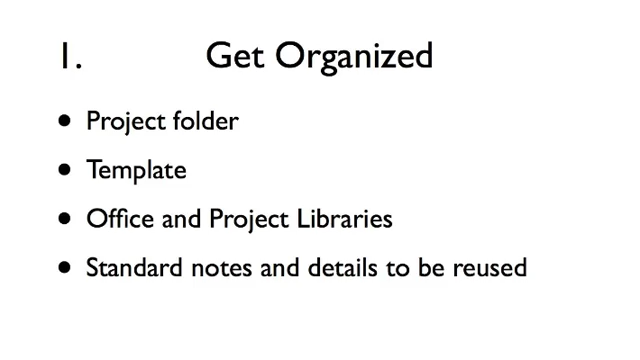 1. Get Organized
• Project folder
• Template
• Office and Project Libraries
• Standard notes and details to be reused